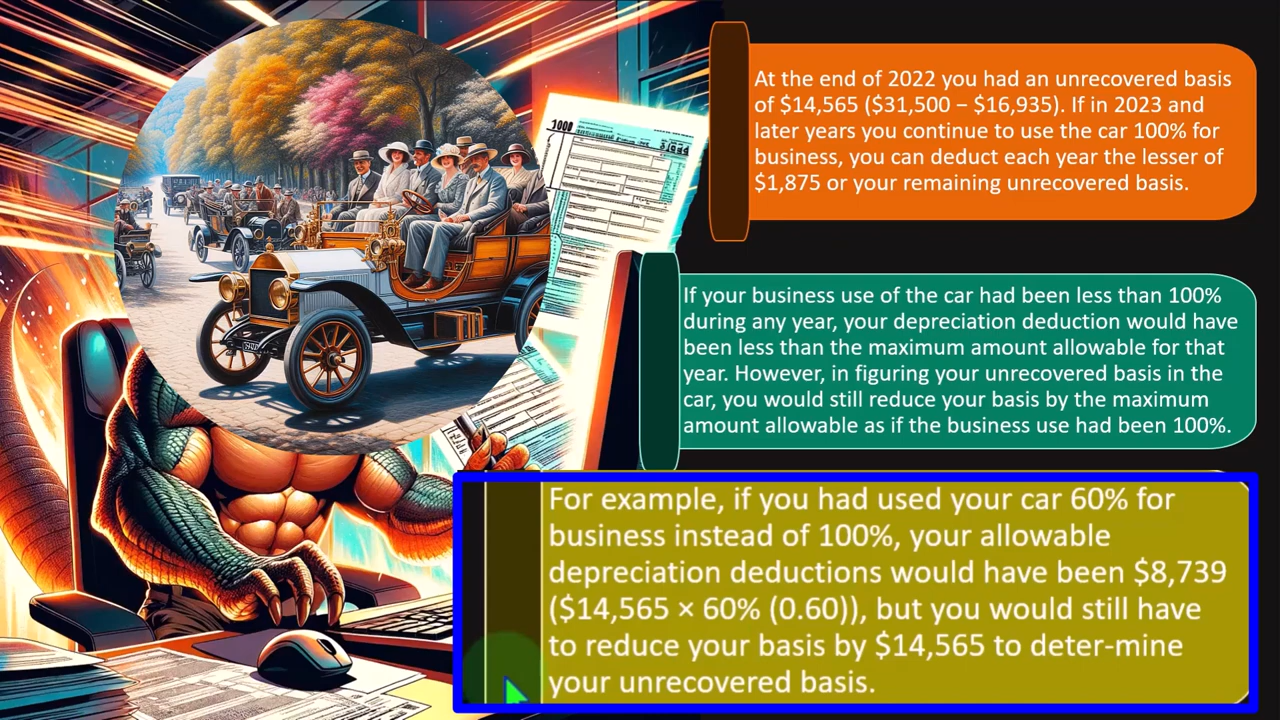 At the end of 2022 you had an unrecovered basis
of $14,565 ($31,500 − $16,935). If in 2023 and
later years you continue to use the car 100% for
business, you can deduct each year the lesser of
$1,875 or your remaining unrecovered basis.
If your business use of the car had been less than 100%
during any year, your depreciation deduction would have
been less than the maximum amount allowable for that
year. However, in figuring your unrecovered basis in the
car, you would still reduce your basis by the maximum
amount allowable as if the business use had been 100%.
For example, if you had used your car 60% for
business instead of 100%, your allowable
depreciation deductions would have been $8,739
($14,565 × 60% (0.60)), but you would still have
to reduce your basis by $14,565 to deter-mine
your unrecovered basis.